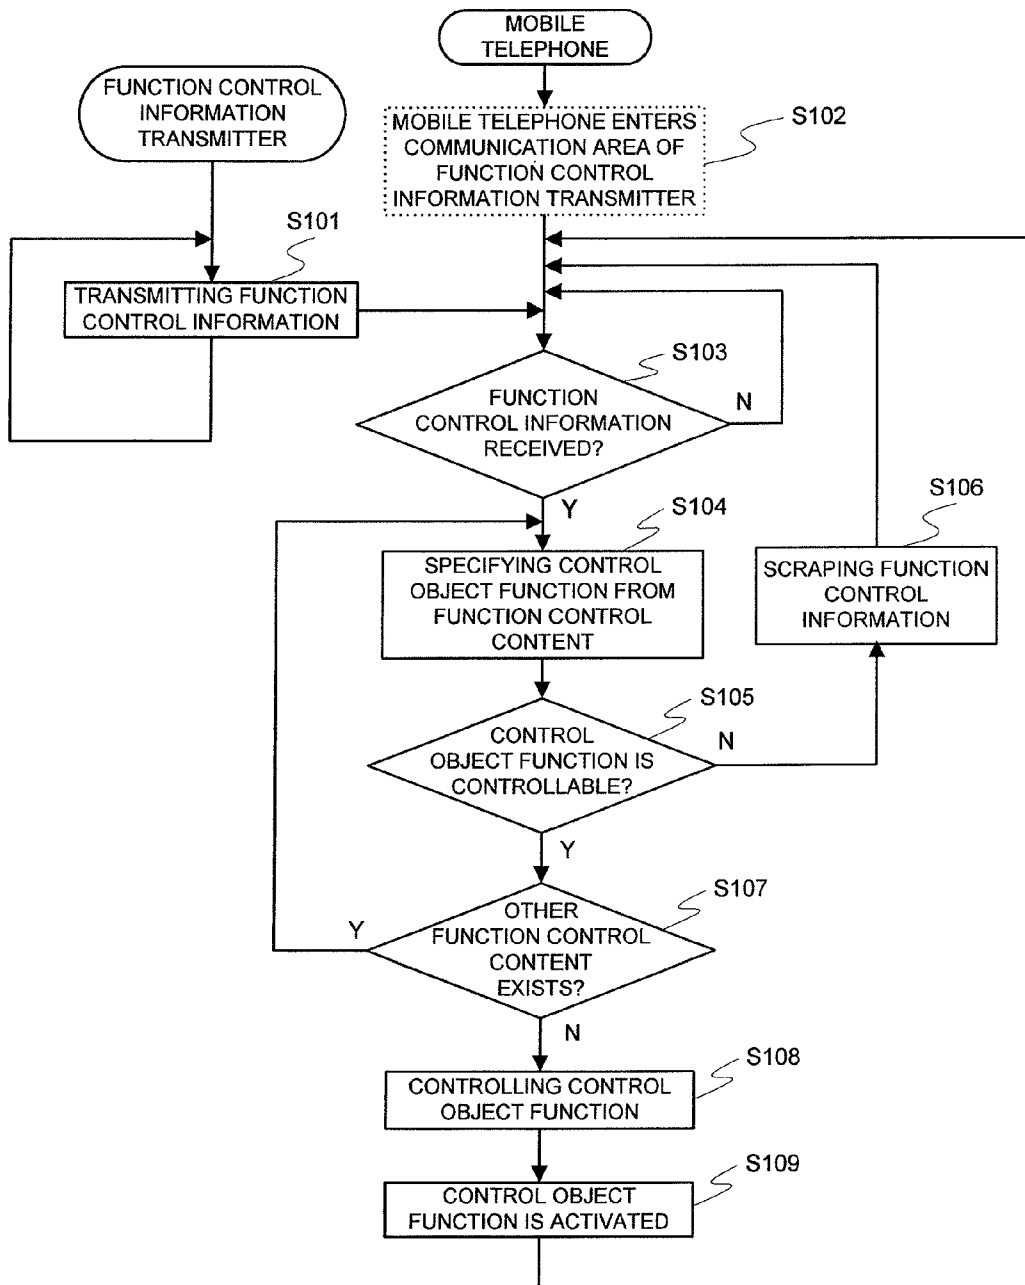 MOBILE
TELEPHONE
FUNCTION CONTROL
INFORMATION
TRANSMITTER
MOBILE TELEPHONE ENTERS
COMMUNICATION AREA OF
FUNCTION CONTROL
INFORMATION TRANSMITTER
S102
S101
TRANSMITTING FUNCTION
CONTROL INFORMATION
S103
FUNCTION
CONTROL INFORMATION
RECEIVED?
N
Y
S104
SPECIFYING CONTROL
OBJECT FUNCTION FROM
FUNCTION CONTROL
CONTENT
S106
SCRAPING FUNCTION
CONTROL
INFORMATION
S105
CONTROL
OBJECT FUNCTION IS
CONTROLLABLE?
N
Y
S107
OTHER
FUNCTION CONTROL
CONTENT
EXISTS?
Y
N
S108
CONTROLLING CONTROL
OBJECT FUNCTION
S109
CONTROL OBJECT
FUNCTION IS ACTIVATED